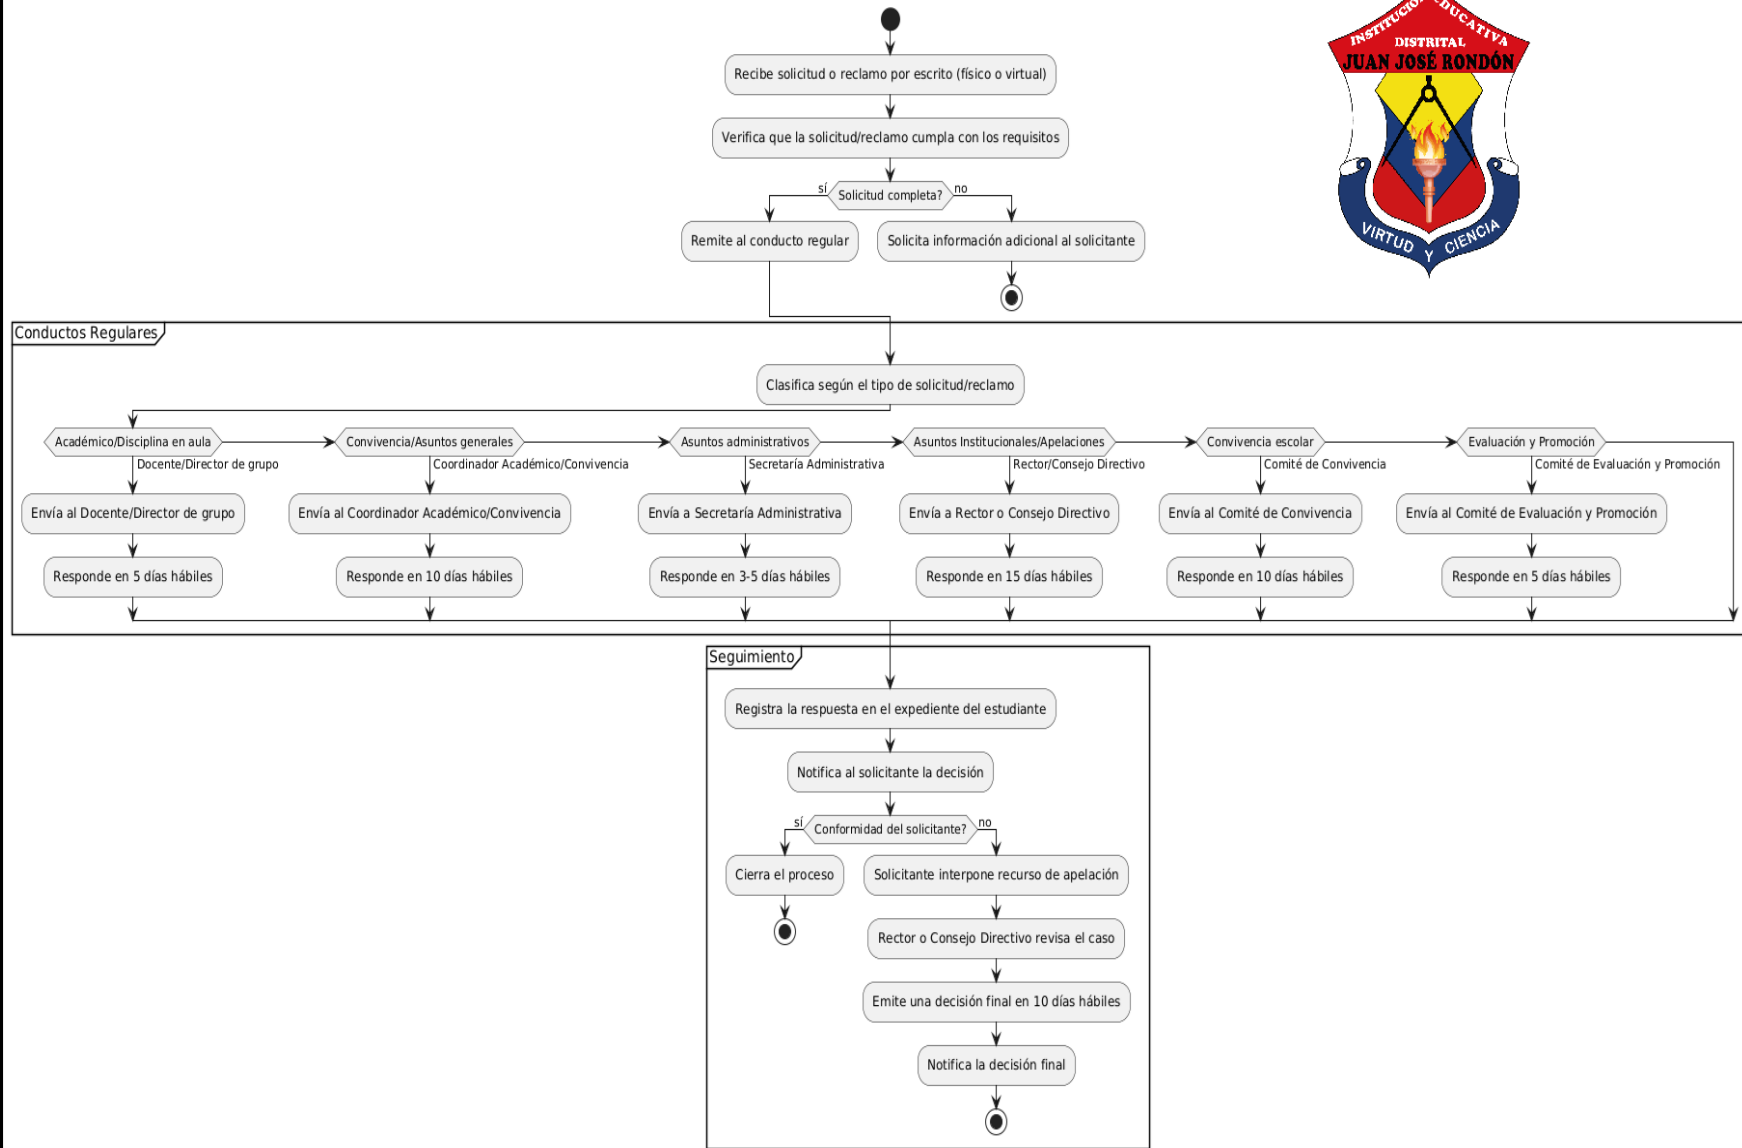 INSTITUCIÓN EDUCATIVA
DISTRITAL
JUAN JOSÉ RONDÓN
VIRTUD Y CIENCIA
Recibe solicitud o reclamo por escrito (físico o virtual)
Verifica que la solicitud/reclamo cumpla con los requisitos
sí
Solicitud completa?
no
Remite al conducto regular
Solicita información adicional al solicitante
Conductos Regulares
Clasifica según el tipo de solicitud/reclamo
Académico/Disciplina en aula
Convivencia/Asuntos generales
Asuntos administrativos
Asuntos Institucionales/Apelaciones
Convivencia escolar
Evaluación y Promoción
Docente/Director de grupo
Coordinador Académico/Convivencia
Secretaría Administrativa
Rector/Consejo Directivo
Comité de Convivencia
Comité de Evaluación y Promoción
Envía al Docente/Director de grupo
Envía al Coordinador Académico/Convivencia
Envía a Secretaría Administrativa
Envía a Rector o Consejo Directivo
Envía al Comité de Convivencia
Envía al Comité de Evaluación y Promoción
Responde en 5 días hábiles
Responde en 10 días hábiles
Responde en 3-5 días hábiles
Responde en 15 días hábiles
Responde en 10 días hábiles
Responde en 5 días hábiles
Seguimiento
Registra la respuesta en el expediente del estudiante
Notifica al solicitante la decisión
sí
Conformidad del solicitante?
no
Cierra el proceso
Solicitante interpone recurso de apelación
Rector o Consejo Directivo revisa el caso
Emite una decisión final en 10 días hábiles
Notifica la decisión final